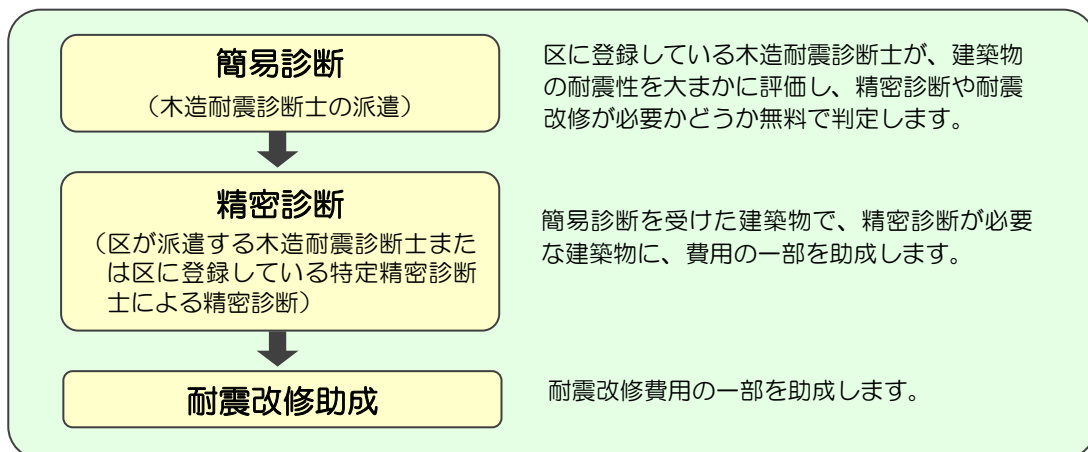 簡易診断
（木造耐震診断士の派遣）
区に登録している木造耐震診断士が、建築物
の耐震性を大まかに評価し、精密診断や耐震
改修が必要かどうか無料で判定します。
精密診断
（区が派遣する木造耐震診断士また
は区に登録している特定精密診断
士による精密診断）
簡易診断を受けた建築物で、精密診断が必要
な建築物に、費用の一部を助成します。
耐震改修助成
耐震改修費用の一部を助成します。